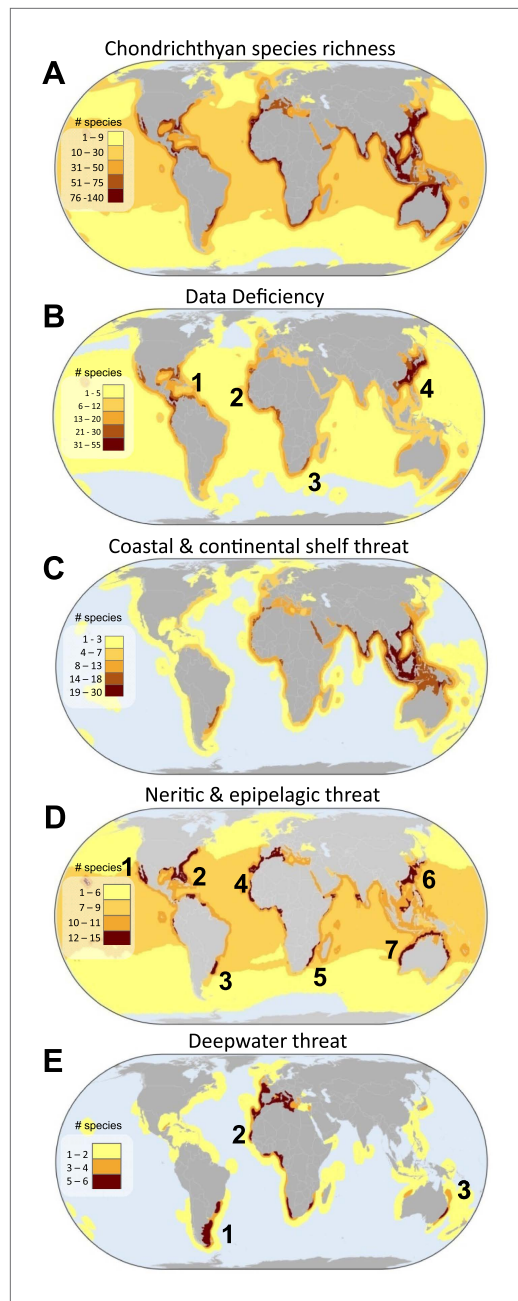 Chondrichthyan species richness
A
# species
1 – 9
10 – 30
31 – 50
51 – 75
76 -140
Data Deficiency
B
# species
1 - 5
6 – 12
13 – 20
21 - 30
31 – 55
1
2
3
4
Coastal & continental shelf threat
C
# species
1 - 3
4 – 7
8 – 13
14 – 18
19 – 30
Neritic & epipelagic threat
D
# species
1 – 6
7 – 9
10 – 11
12 – 15
1
2
3
4
5
6
7
Deepwater threat
E
# species
1 – 2
3 – 4
5 – 6
1
2
3